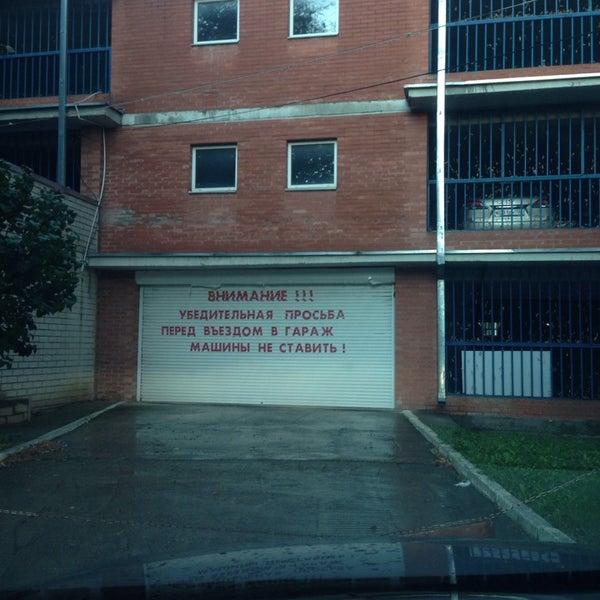 ВНИМАНИЕ !!!
УБЕДИТЕЛЬНАЯ ПРОСЬБА
ПЕРЕД ВЪЕЗДОМ В ГАРАЖ
МАШИНЫ НЕ СТАВИТЬ !